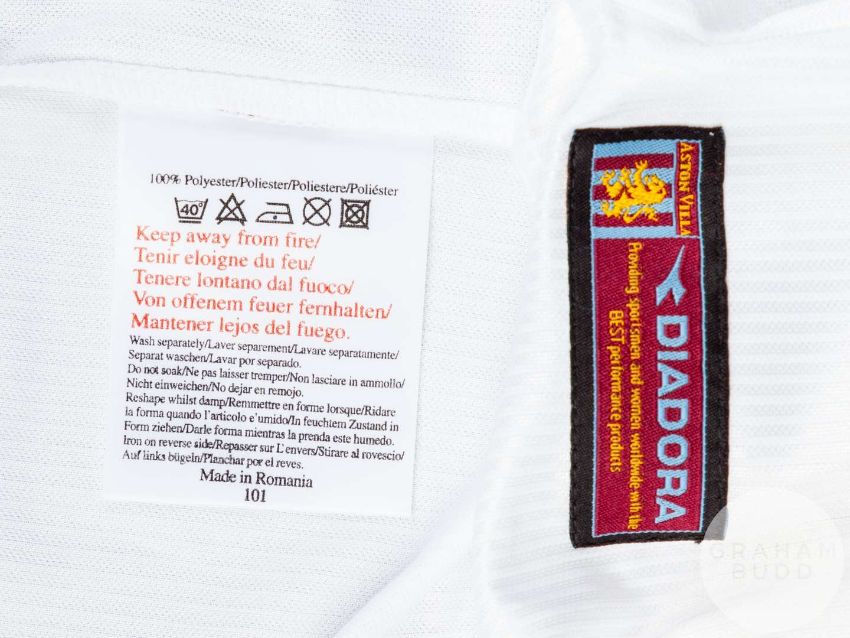 100% Polyester/Poliester/Poliestere/Poliéster
40°
Keep away from fire/
Tenir eloigne du feu/
Tenere lontano dal fuoco/
Von offenem feuer fernhalten/
Mantener lejos del fuego.
Wash separately/Laver separement/Lavare separatamente/
Separat waschen/Lavar por separado.
Do not soak/Ne pas laisser tremper/Non lasciare in ammollo/
Nicht einweichen/No dejar en remojo.
Reshape whilst damp/Remmettre en forme lorsque/Ridare
la forma quando l'articolo e'umido/In feuchtem Zustand in
Form ziehen/Darle forma mientras la prenda este humedo.
Iron on reverse side/Repasser sur L'envers/Stirare al rovescio/
Auf links bügeln/Planchar por el reves.
Made in Romania
101
ASTON VILLA
DIADORA
Providing sportsmen and women worldwide with the
BEST performance products
GRAHAM
BUDD